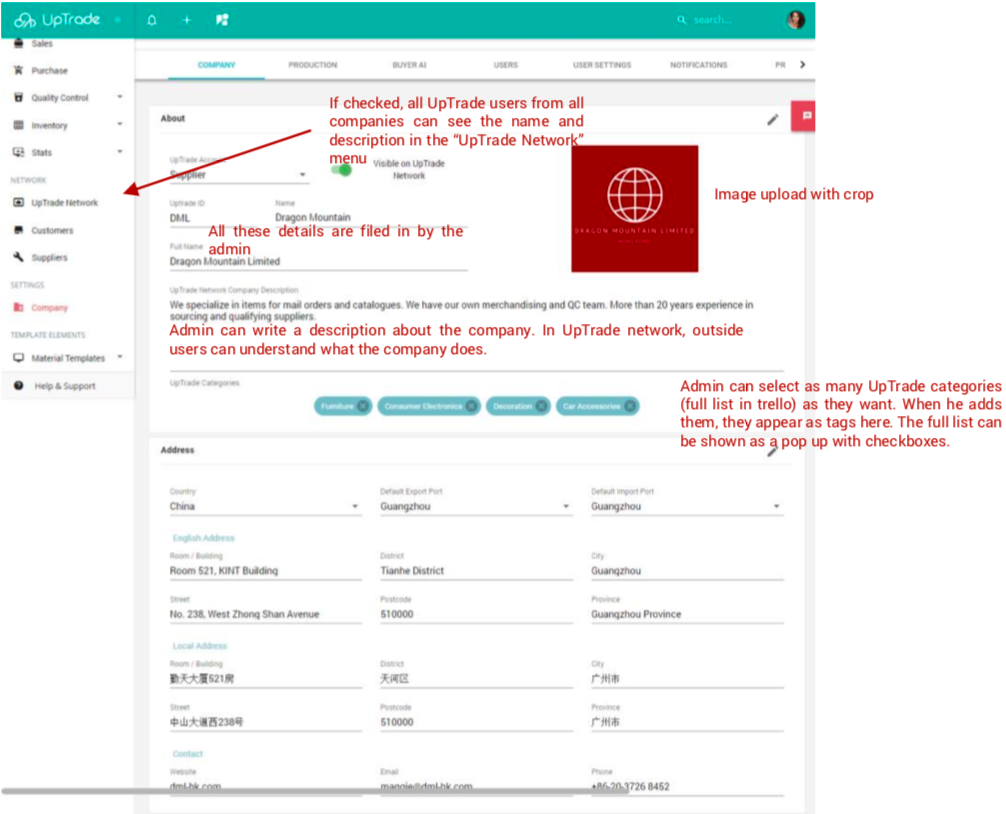 UpTrade
search...
Sales
Purchase
Quality Control
Inventory
Stats
NETWORK
UpTrade Network
Customers
Suppliers
SETTINGS
Company
TEMPLATE ELEMENTS
Material Templates
Help & Support
COMPANY PRODUCTION BUYER AI USERS USER SETTINGS NOTIFICATIONS PR
About
If checked, all UpTrade users from all
companies can see the name and
description in the “UpTrade Network”
menu
UpTrade Account
Supplier
Visible on UpTrade
Network
Image upload with crop
Uptrade ID Name
DML Dragon Mountain
All these details are filed in by the
admin
Full Name
Dragon Mountain Limited
DRAGON MOUNTAIN LIMITED
UpTrade Network Company Description
We specialize in items for mail orders and catalogues. We have our own merchandising and QC team. More than 20 years experience in
sourcing and qualifying suppliers.
Admin can write a description about the company. In UpTrade network, outside
users can understand what the company does.
UpTrade Categories
Furniture Consumer Electronics Decoration Car Accessories
Admin can select as many UpTrade categories
(full list in trello) as they want. When he adds
them, they appear as tags here. The full list can
be shown as a pop up with checkboxes.
Address
Country Default Export Port Default Import Port
China Guangzhou Guangzhou
English Address
Room / Building District City
Room 521, KINT Building Tianhe District Guangzhou
Street Postcode Province
No. 238, West Zhong Shan Avenue 510000 Guangzhou Province
Local Address
Room / Building District City
勤天大厦521房 天河区 广州市
Street Postcode Province
中山大道西238号 510000 广州市
Contact
Website Email Phone
dml-hk.com maggie@dml-hk.com +86-20-3726 8452